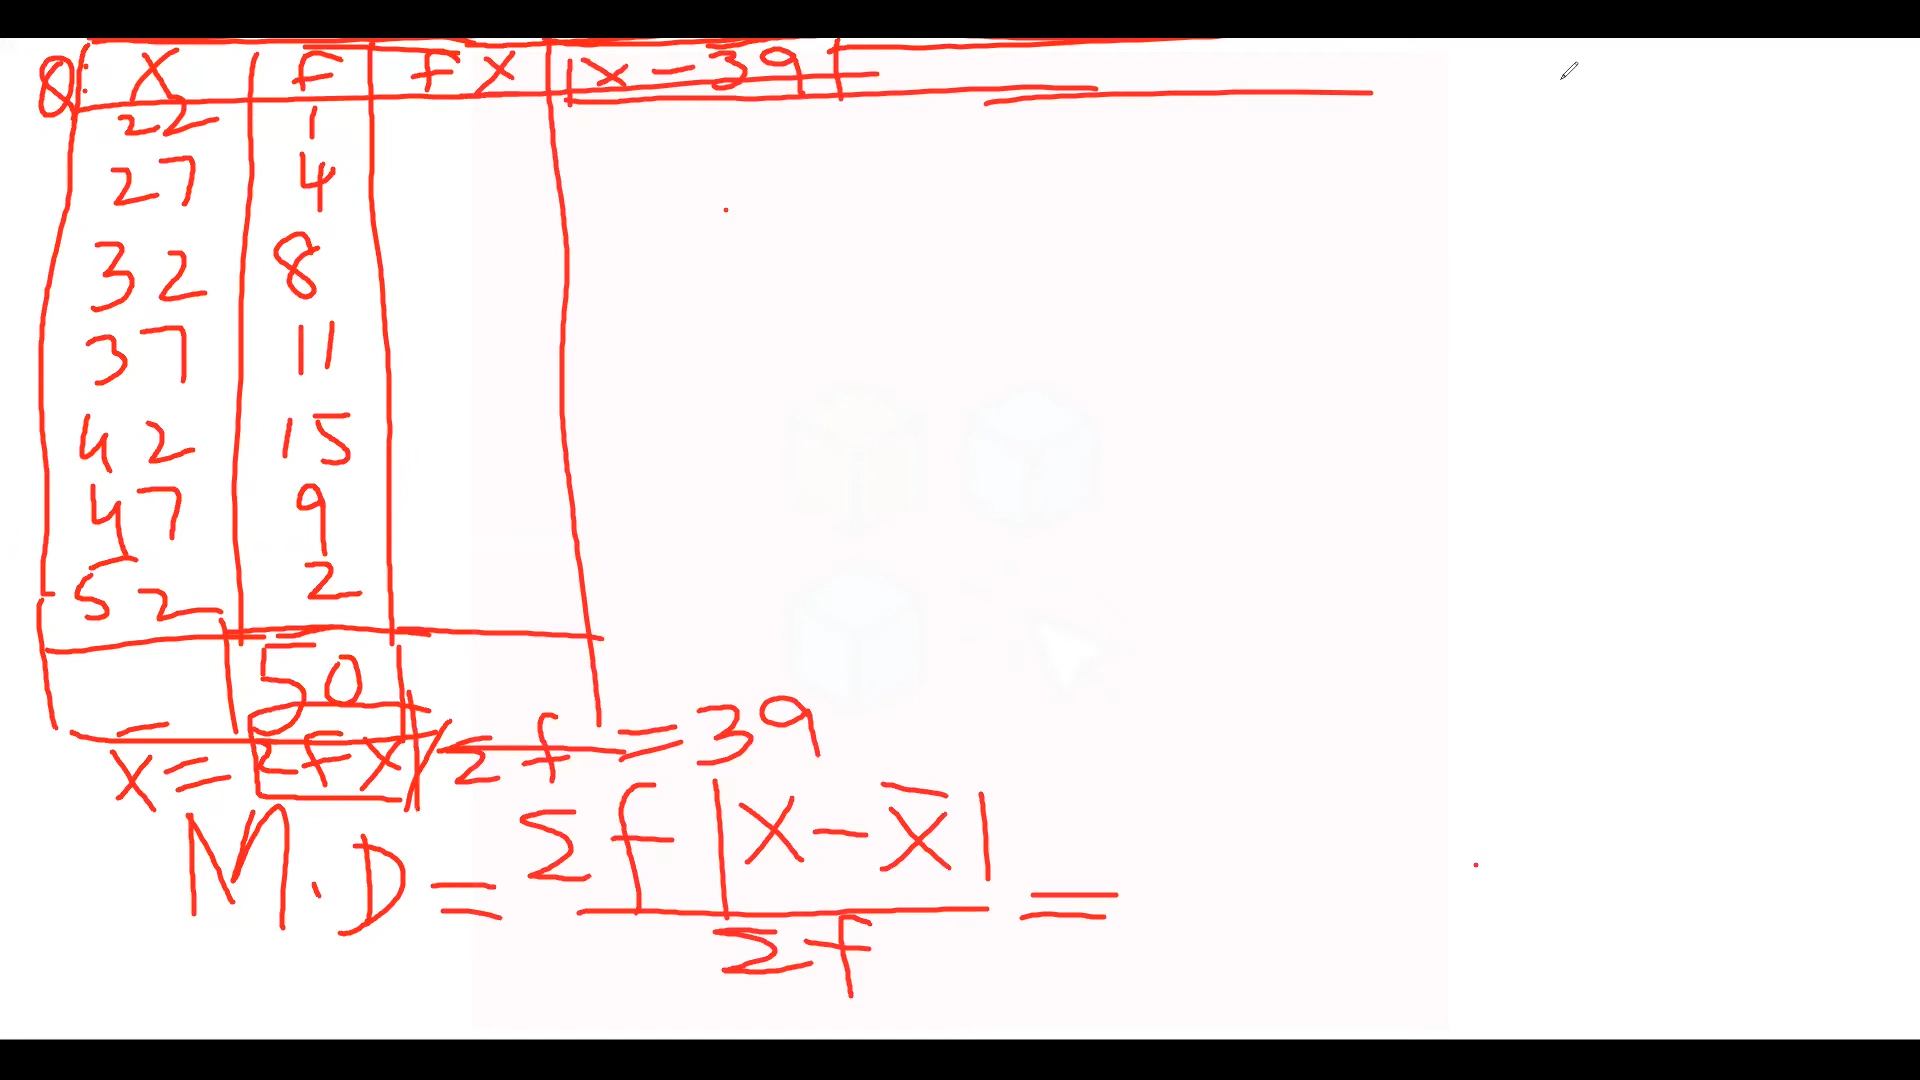 Q: X F FX |x-39|
22 1
27 4
32 8
37 11
42 15
47 9
52 2
50
x̄ = ΣFX/Σf = 39
M.D = Σf|X-X̄| =
Σf